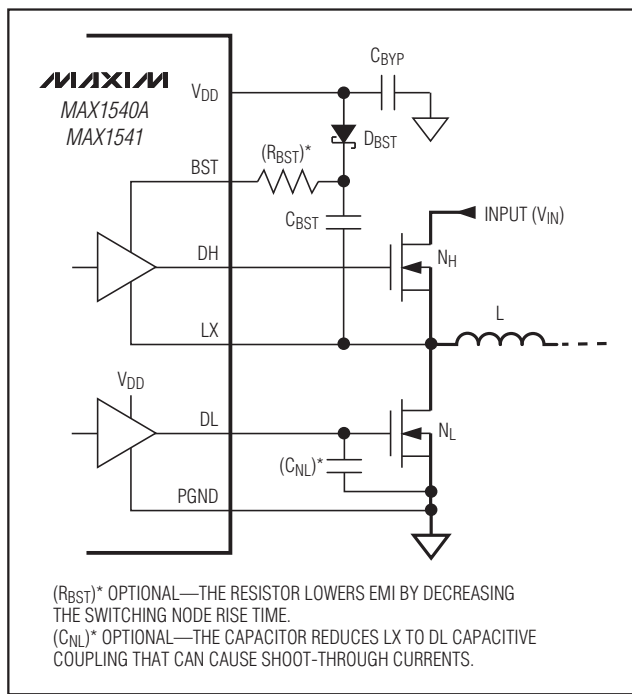 MAXIM
MAX1540A
MAX1541
VDD
CBYP
DBST
BST
(RBST)*
CBST
INPUT (VIN)
DH
NH
L
LX
VDD
DL
NL
(CNL)*
PGND
(RBST)* OPTIONAL—THE RESISTOR LOWERS EMI BY DECREASING
THE SWITCHING NODE RISE TIME.
(CNL)* OPTIONAL—THE CAPACITOR REDUCES LX TO DL CAPACITIVE
COUPLING THAT CAN CAUSE SHOOT-THROUGH CURRENTS.